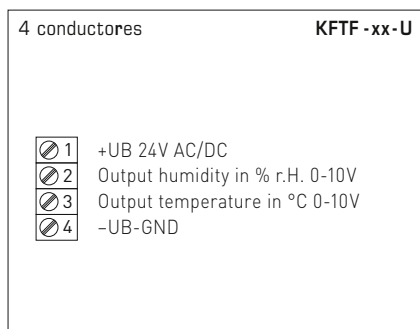 4 conductores KFTF-xx-U
1 +UB 24V AC/DC
2 Output humidity in % r.H. 0-10V
3 Output temperature in °C 0-10V
4 –UB-GND